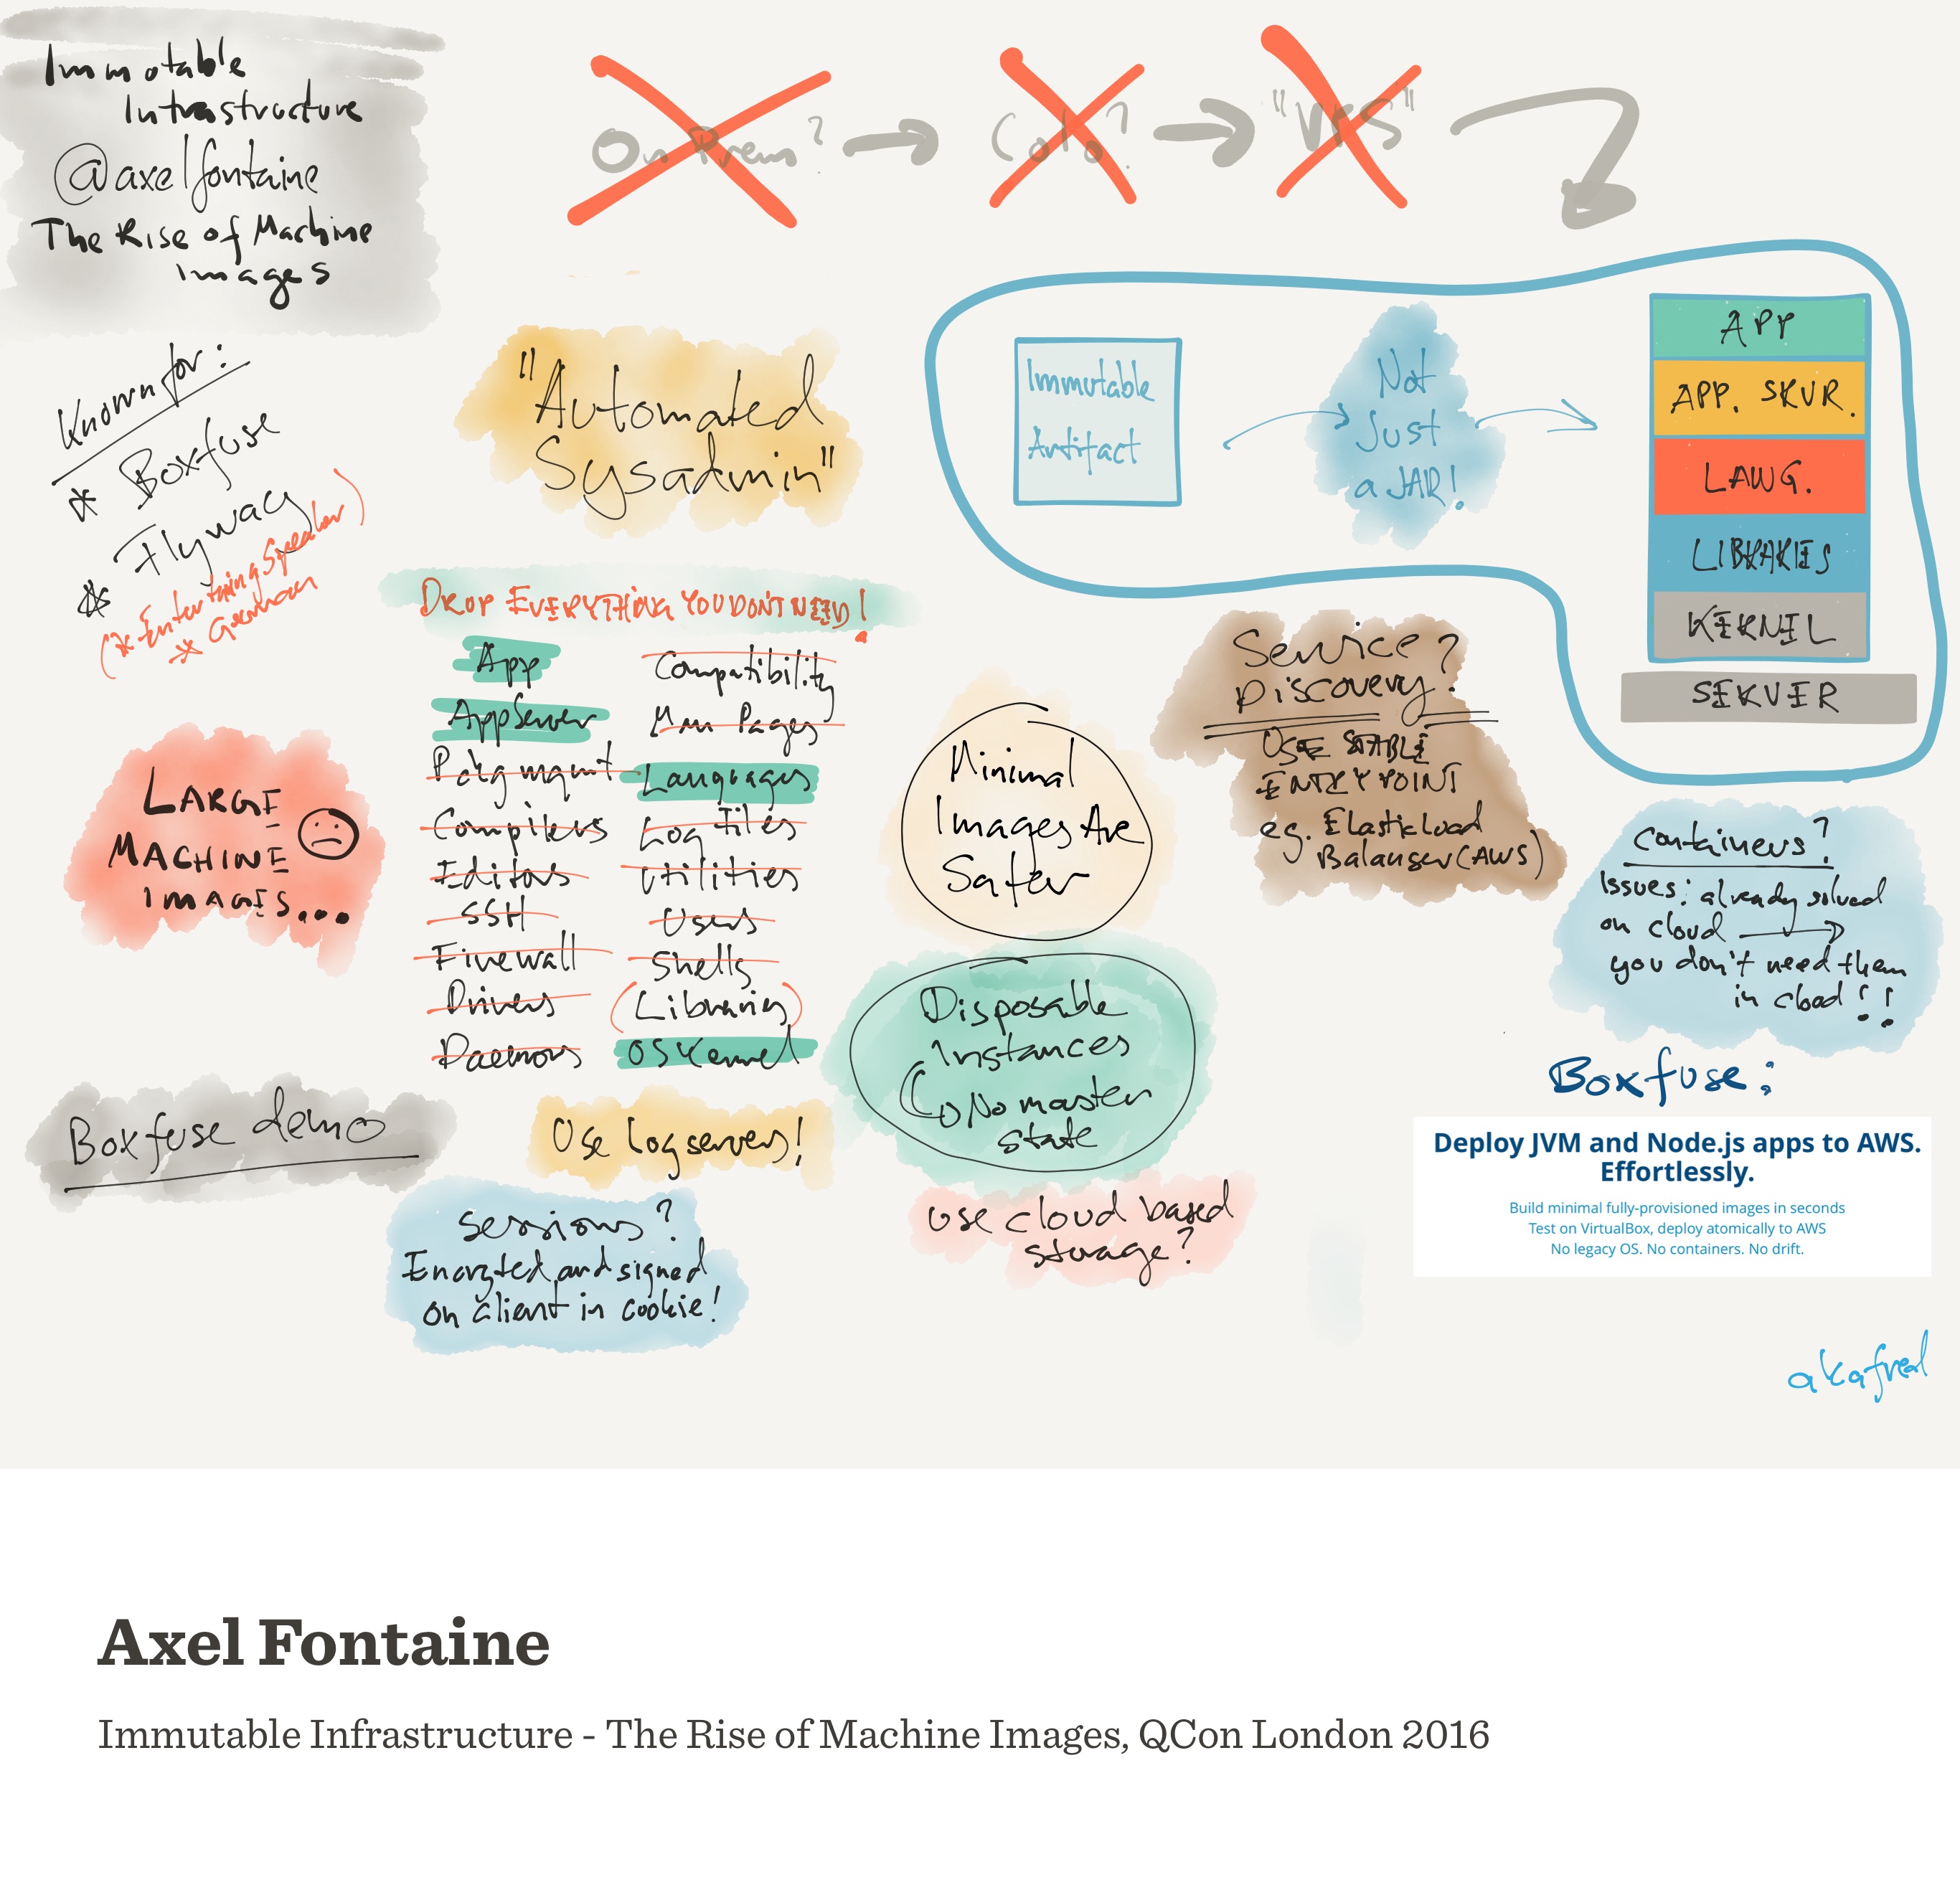 Immutable
Infrastructure
@axelfontaine
The Rise of Machine
Images
On Prem? → Colo? → "VPS"
Known for:
* Boxfuse
* Flyway
(* Entertaining Speaker)
* German
"Automated
Sysadmin"
Immutable
Artifact
Not
Just
a JAR!
APP
APP. SRVR.
LANG.
LIBRARIES
KERNEL
SERVER
DROP EVERYTHING YOU DON'T NEED!
App
App Server
Pckg mgmt
Compilers
Editors
SSH
Firewall
Drivers
Daemons
Compatibility
Man Pages
Languages
Log Files
Utilities
Users
Shells
(Libraries)
OS Kernel
LARGE
MACHINE
IMAGES...
Minimal
Images Are
Safer
Service?
Discovery?
USE STABLE
ENTRY POINT
eg. Elastic Load
Balanser (AWS)
Containers?
Issues: already solved
on cloud →
you don't need them
in cloud!!
Disposable
Instances
No master
state
Boxfuse demo
Use log servers!
Sessions?
Encrypted and signed
on client in cookie!
Use cloud based
storage?
Boxfuse:
Deploy JVM and Node.js apps to AWS.
Effortlessly.
Build minimal fully-provisioned images in seconds
Test on VirtualBox, deploy atomically to AWS
No legacy OS. No containers. No drift.
akafred
Axel Fontaine
Immutable Infrastructure - The Rise of Machine Images, QCon London 2016